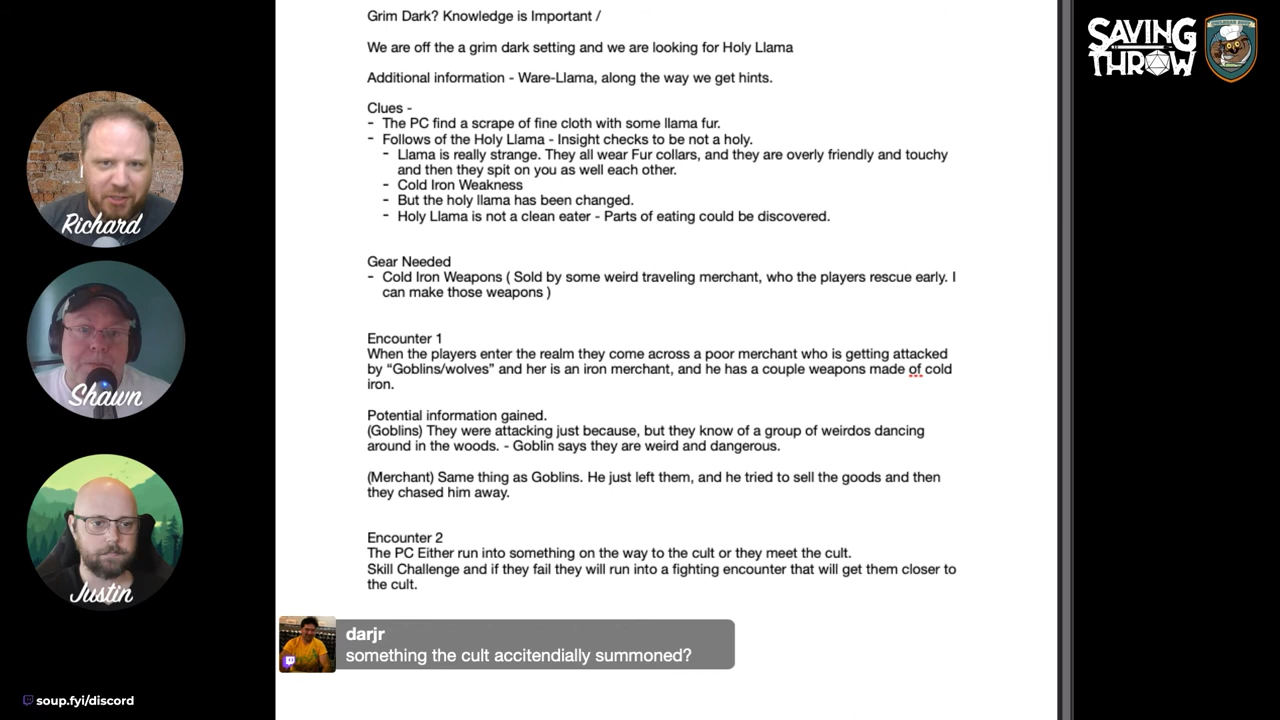 Grim Dark? Knowledge is Important /
We are off the a grim dark setting and we are looking for Holy Llama
Additional information - Ware-Llama, along the way we get hints.
Clues -
- The PC find a scrape of fine cloth with some llama fur.
- Follows of the Holy Llama - Insight checks to be not a holy.
- Llama is really strange. They all wear Fur collars, and they are overly friendly and touchy
and then they spit on you as well each other.
- Cold Iron Weakness
- But the holy llama has been changed.
- Holy Llama is not a clean eater - Parts of eating could be discovered.
Gear Needed
- Cold Iron Weapons ( Sold by some weird traveling merchant, who the players rescue early. I
can make those weapons )
Encounter 1
When the players enter the realm they come across a poor merchant who is getting attacked
by “Goblins/wolves” and her is an iron merchant, and he has a couple weapons made of cold
iron.
Potential information gained.
(Goblins) They were attacking just because, but they know of a group of weirdos dancing
around in the woods. - Goblin says they are weird and dangerous.
(Merchant) Same thing as Goblins. He just left them, and he tried to sell the goods and then
they chased him away.
Encounter 2
The PC Either run into something on the way to the cult or they meet the cult.
Skill Challenge and if they fail they will run into a fighting encounter that will get them closer to
the cult.
darjr
something the cult accitendially summoned?
Richard
Shawn
Justin
soup.fyi/discord
SAVING
THROW